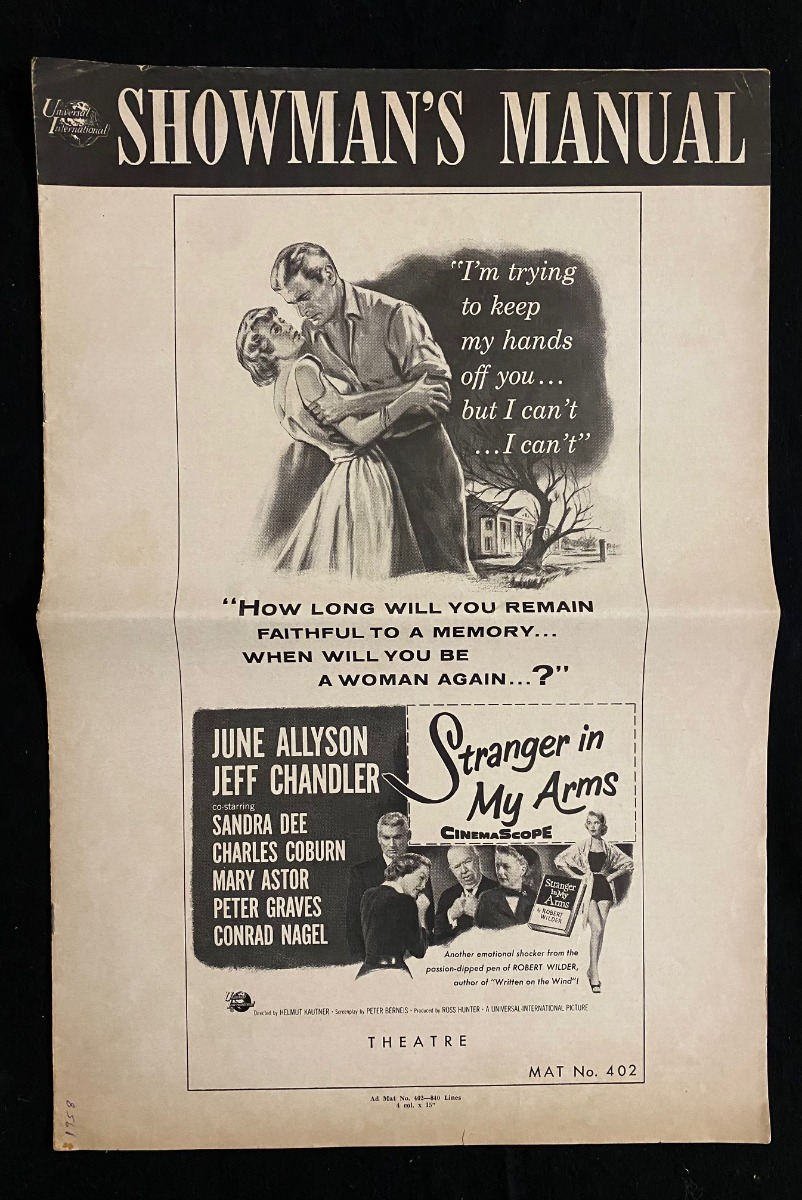 Universal
International
SHOWMAN'S MANUAL
"I'm trying
to keep
my hands
off you...
but I can't
...I can't"
"HOW LONG WILL YOU REMAIN
FAITHFUL TO A MEMORY...
WHEN WILL YOU BE
A WOMAN AGAIN...?"
JUNE ALLYSON
JEFF CHANDLER
co-starring
SANDRA DEE
CHARLES COBURN
MARY ASTOR
PETER GRAVES
CONRAD NAGEL
Stranger in
My Arms
CINEMASCOPE
Stranger
in My
Arms
by ROBERT
WILDER
Another emotional shocker from the
passion-dipped pen of ROBERT WILDER,
author of "Written on the Wind"!
Universal
International
Directed by HELMUT KAUTNER · Screenplay by PETER BERNEIS · Produced by ROSS HUNTER · A UNIVERSAL-INTERNATIONAL PICTURE
THEATRE
MAT No. 402
Ad Mat No. 402—840 Lines
4 col. x 15"
1958